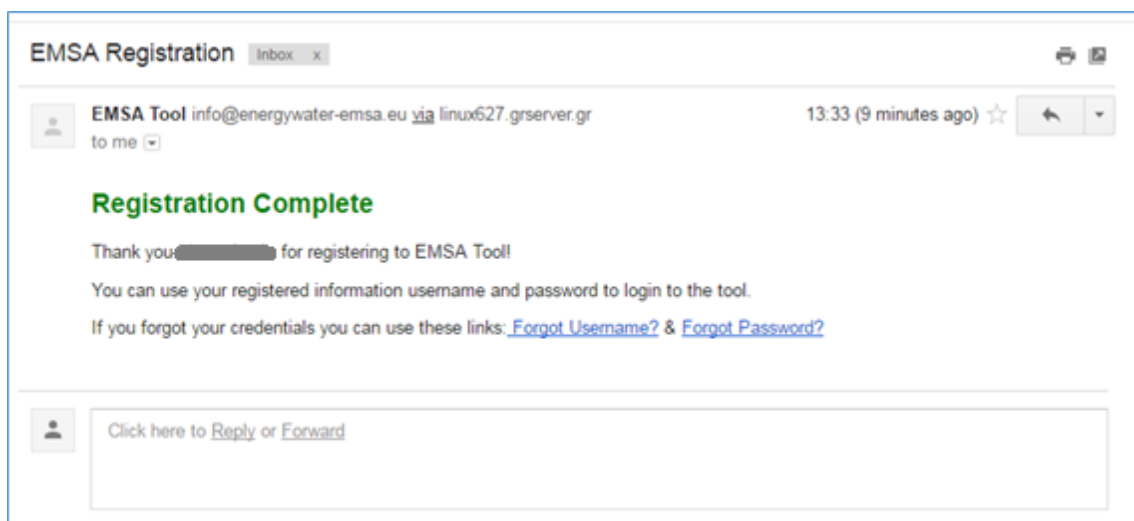 EMSA Registration Inbox x
EMSA Tool info@energywater-emsa.eu via linux627.grserver.gr 13:33 (9 minutes ago)
to me
Registration Complete
Thank you for registering to EMSA Tool!
You can use your registered information username and password to login to the tool.
If you forgot your credentials you can use these links: Forgot Username? & Forgot Password?
Click here to Reply or Forward